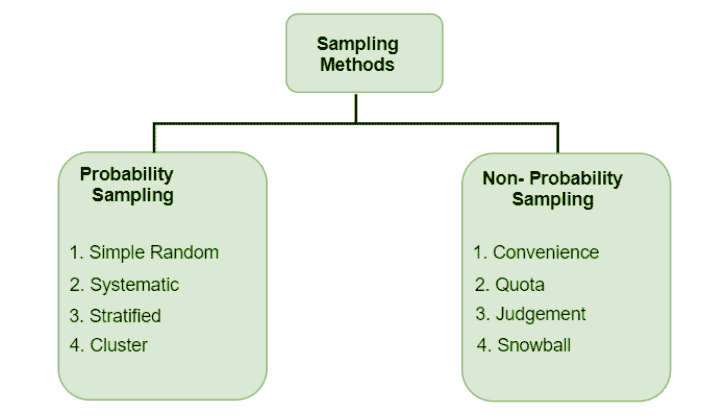 Sampling
Methods
Probability
Sampling
1. Simple Random
2. Systematic
3. Stratified
4. Cluster
Non- Probability
Sampling
1. Convenience
2. Quota
3. Judgement
4. Snowball